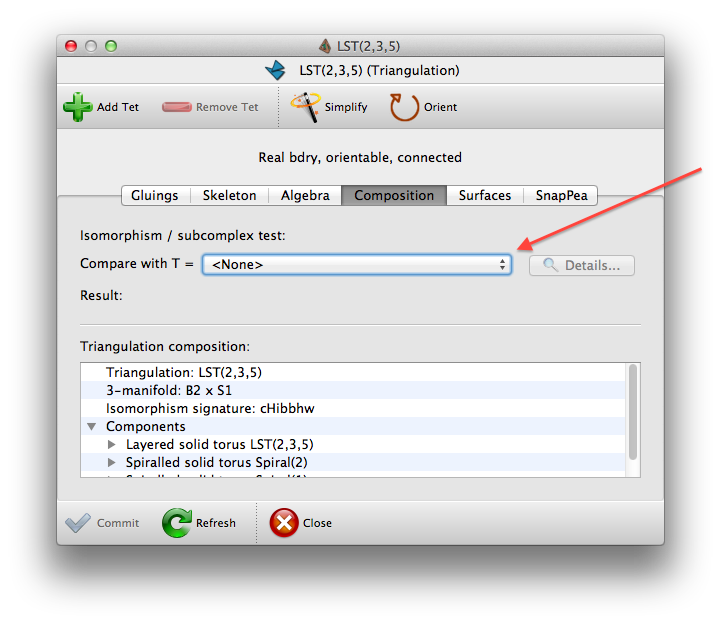 LST(2,3,5)
LST(2,3,5) (Triangulation)
Add Tet Remove Tet Simplify Orient
Real bdry, orientable, connected
Gluings Skeleton Algebra Composition Surfaces SnapPea
Isomorphism / subcomplex test:
Compare with T = <None> Details...
Result:
Triangulation composition:
Triangulation: LST(2,3,5)
3-manifold: B2 x S1
Isomorphism signature: cHibbhw
Components
Layered solid torus LST(2,3,5)
Spiralled solid torus Spiral(2)
Commit Refresh Close